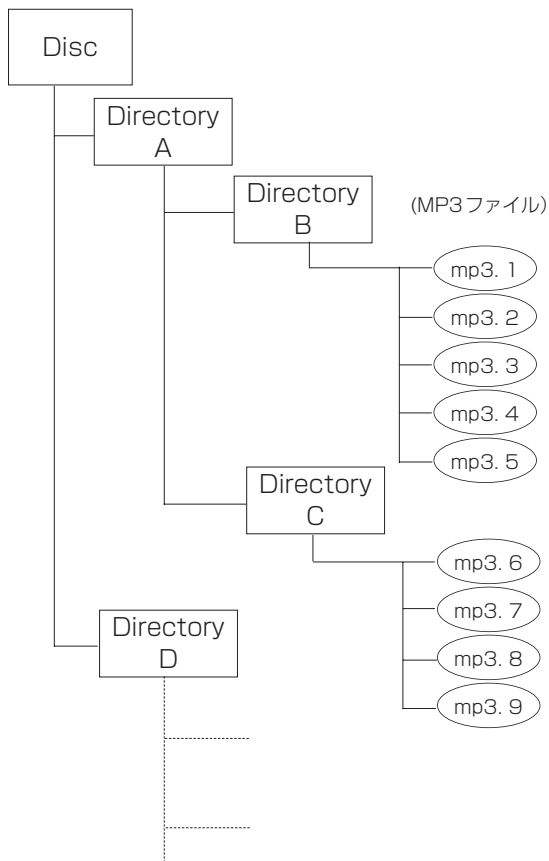 Disc
Directory
A
Directory
B
(MP3ファイル)
mp3. 1
mp3. 2
mp3. 3
mp3. 4
mp3. 5
Directory
C
mp3. 6
mp3. 7
mp3. 8
mp3. 9
Directory
D